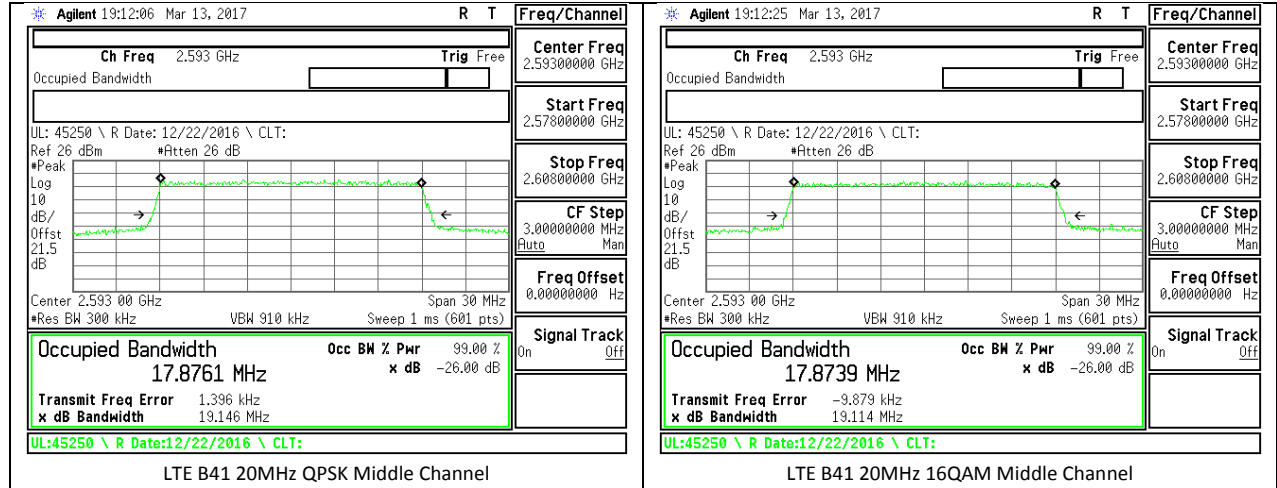 Agilent 19:12:06 Mar 13, 2017 R T
Freq/Channel
Ch Freq 2.593 GHz Trig Free
Occupied Bandwidth
Center Freq
2.59300000 GHz
Start Freq
2.57800000 GHz
UL: 45250 \ R Date: 12/22/2016 \ CLT:
Ref 26 dBm #Atten 26 dB
#Peak
Log
10
dB/
Offst
21.5
dB
Stop Freq
2.60800000 GHz
CF Step
3.00000000 MHz
Auto Man
Freq Offset
0.00000000 Hz
Center 2.593 00 GHz Span 30 MHz
#Res BW 300 kHz VBW 910 kHz Sweep 1 ms (601 pts)
Signal Track
On Off
Occupied Bandwidth Occ BW % Pwr 99.00 %
17.8761 MHz x dB -26.00 dB
Transmit Freq Error 1.396 kHz
x dB Bandwidth 19.146 MHz
UL:45250 \ R Date:12/22/2016 \ CLT:
LTE B41 20MHz QPSK Middle Channel
Agilent 19:12:25 Mar 13, 2017 R T
Freq/Channel
Ch Freq 2.593 GHz Trig Free
Occupied Bandwidth
Center Freq
2.59300000 GHz
Start Freq
2.57800000 GHz
UL: 45250 \ R Date: 12/22/2016 \ CLT:
Ref 26 dBm #Atten 26 dB
#Peak
Log
10
dB/
Offst
21.5
dB
Stop Freq
2.60800000 GHz
CF Step
3.00000000 MHz
Auto Man
Freq Offset
0.00000000 Hz
Center 2.593 00 GHz Span 30 MHz
#Res BW 300 kHz VBW 910 kHz Sweep 1 ms (601 pts)
Signal Track
On Off
Occupied Bandwidth Occ BW % Pwr 99.00 %
17.8739 MHz x dB -26.00 dB
Transmit Freq Error -9.879 kHz
x dB Bandwidth 19.114 MHz
UL:45250 \ R Date:12/22/2016 \ CLT:
LTE B41 20MHz 16QAM Middle Channel